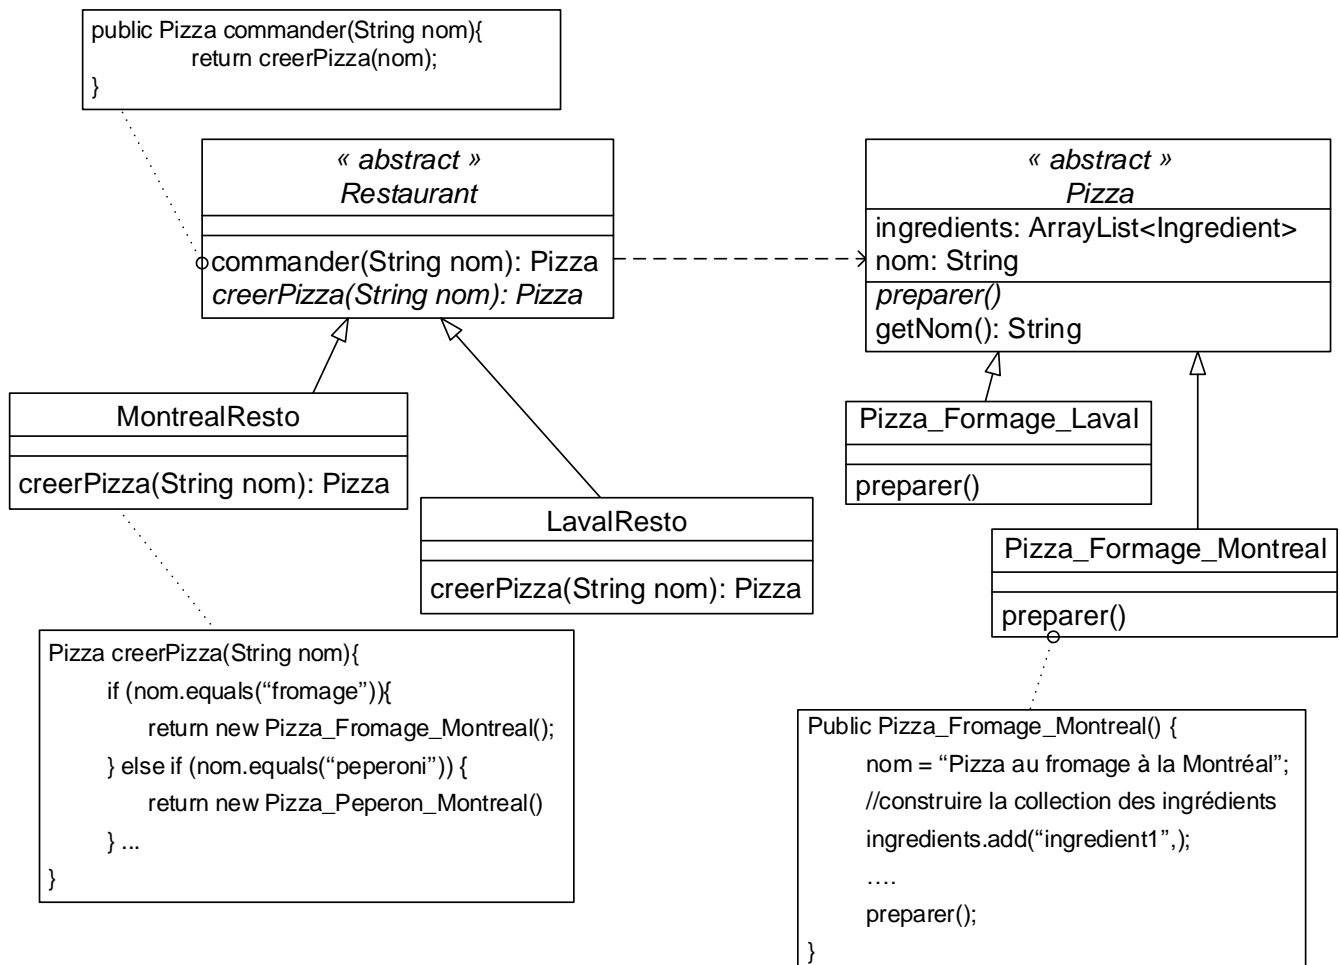 public Pizza commander(String nom){
return creerPizza(nom);
}
« abstract »
Restaurant
commander(String nom): Pizza
creerPizza(String nom): Pizza
« abstract »
Pizza
ingredients: ArrayList<Ingredient>
nom: String
preparer()
getNom(): String
MontrealResto
creerPizza(String nom): Pizza
LavalResto
creerPizza(String nom): Pizza
Pizza_Formage_Laval
preparer()
Pizza_Formage_Montreal
preparer()
Pizza creerPizza(String nom){
if (nom.equals(“fromage”)){
return new Pizza_Fromage_Montreal();
} else if (nom.equals(“peperoni”)) {
return new Pizza_Peperon_Montreal()
} ...
}
Public Pizza_Fromage_Montreal() {
nom = “Pizza au fromage à la Montréal”;
//construire la collection des ingrédients
ingredients.add(“ingredient1”,);
….
preparer();
}